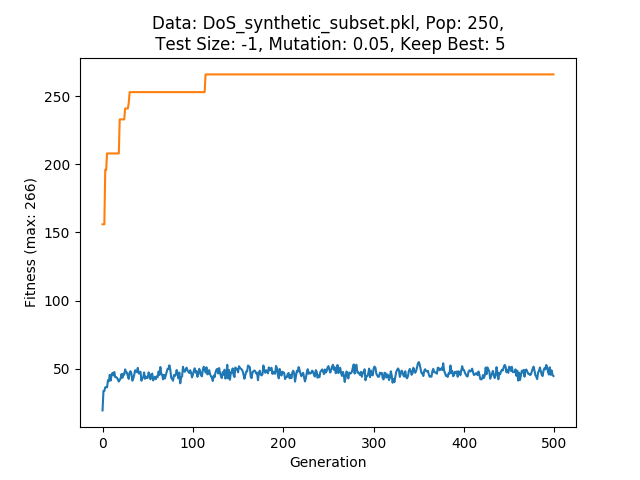 Data: DoS_synthetic_subset.pkl, Pop: 250,
Test Size: -1, Mutation: 0.05, Keep Best: 5
250
200
150
100
50
Fitness (max: 266)
0 100 200 300 400 500
Generation